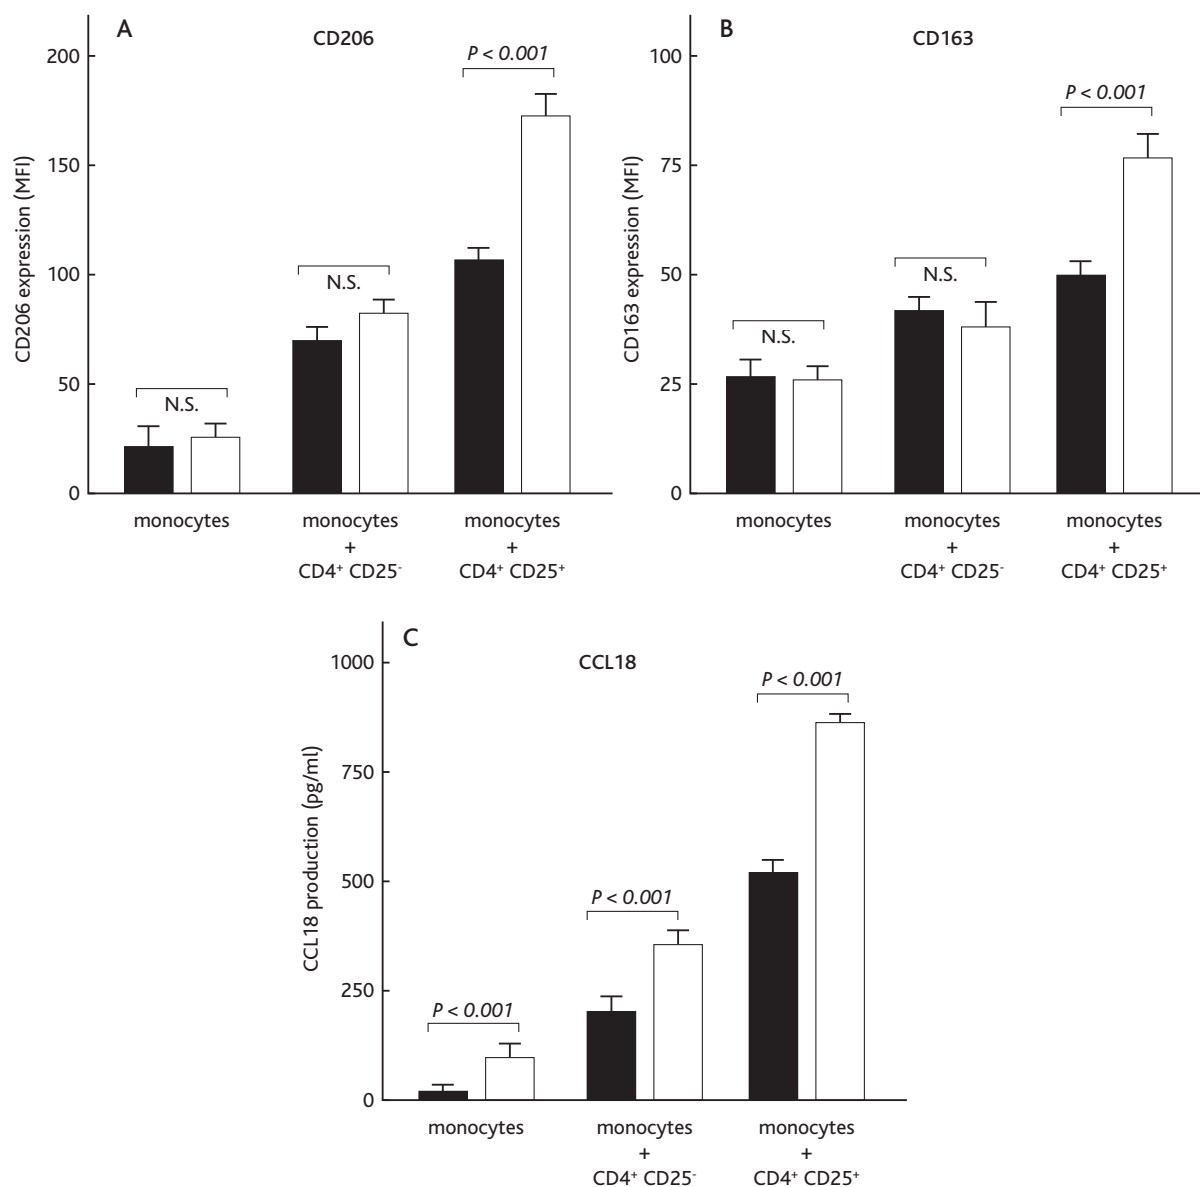 A
CD206
CD206 expression (MFI)
200
150
100
50
0
N.S.
N.S.
P < 0.001
monocytes
monocytes
+
CD4⁺ CD25⁻
monocytes
+
CD4⁺ CD25⁺
B
CD163
CD163 expression (MFI)
100
75
50
25
0
N.S.
N.S.
P < 0.001
monocytes
monocytes
+
CD4⁺ CD25⁻
monocytes
+
CD4⁺ CD25⁺
C
CCL18
CCL18 production (pg/ml)
1000
750
500
250
0
P < 0.001
P < 0.001
P < 0.001
monocytes
monocytes
+
CD4⁺ CD25⁻
monocytes
+
CD4⁺ CD25⁺